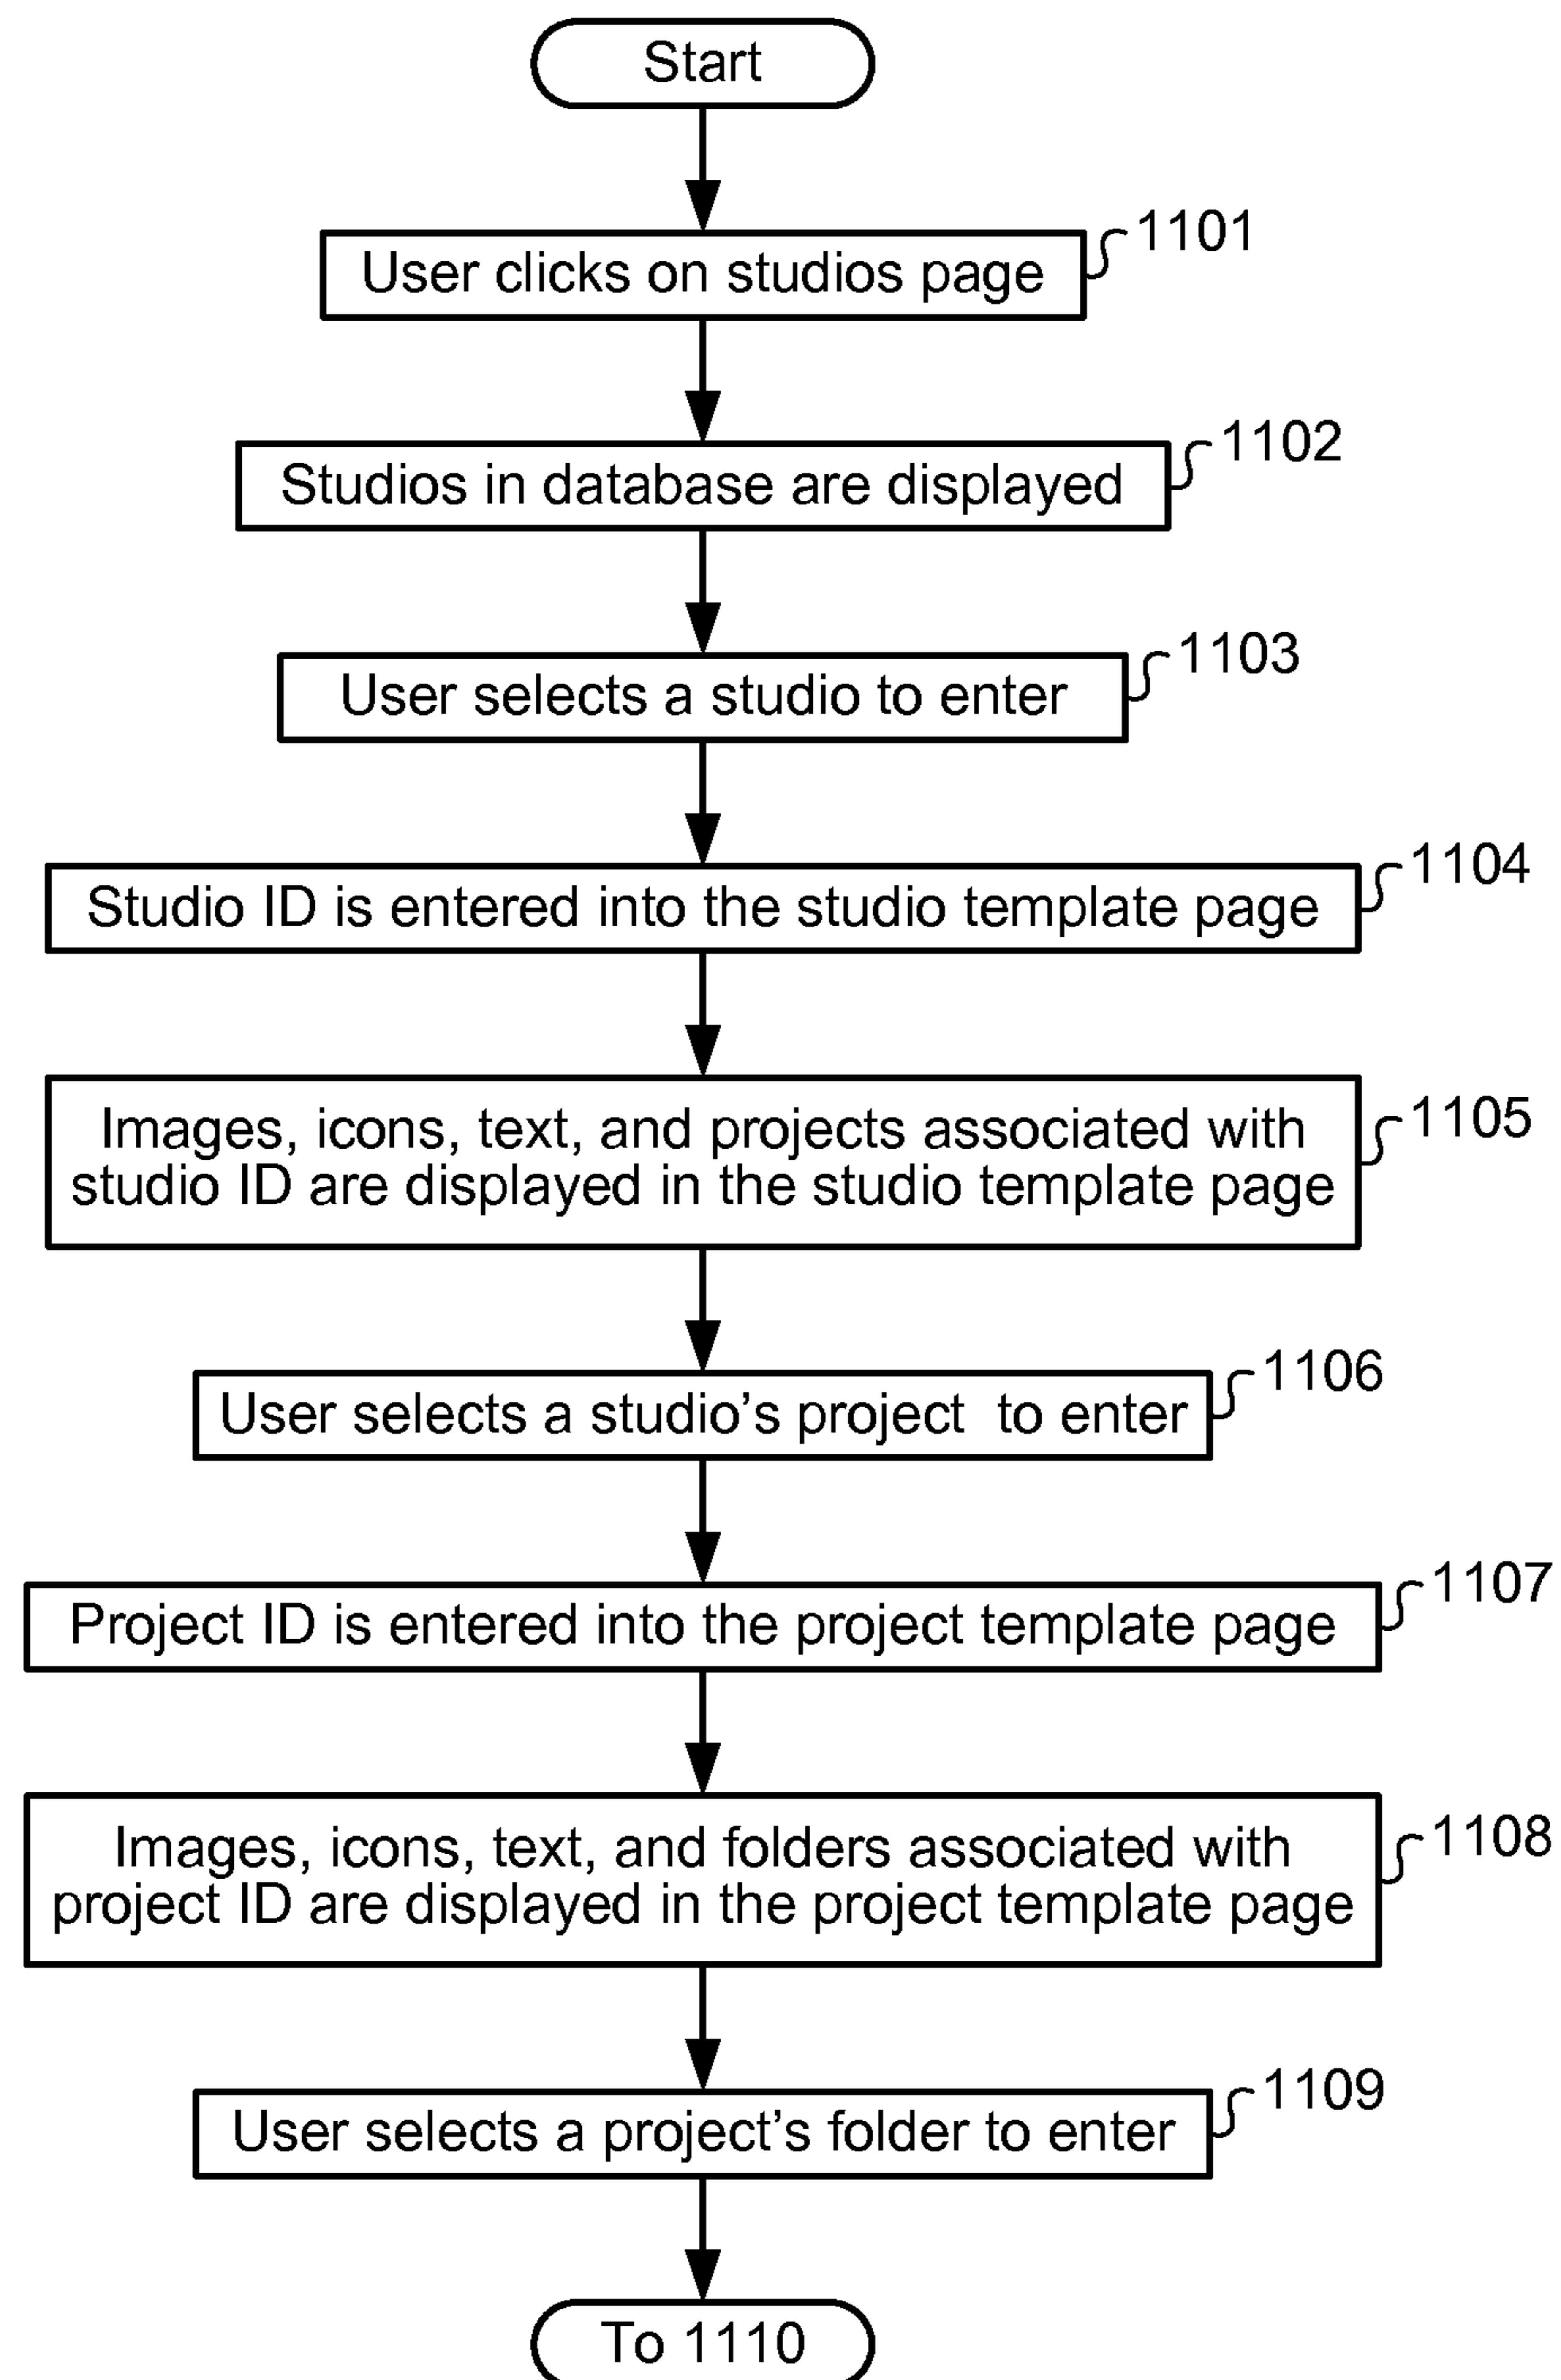 Start
1101
User clicks on studios page
1102
Studios in database are displayed
1103
User selects a studio to enter
1104
Studio ID is entered into the studio template page
1105
Images, icons, text, and projects associated with
studio ID are displayed in the studio template page
1106
User selects a studio’s project to enter
1107
Project ID is entered into the project template page
1108
Images, icons, text, and folders associated with
project ID are displayed in the project template page
1109
User selects a project’s folder to enter
To 1110